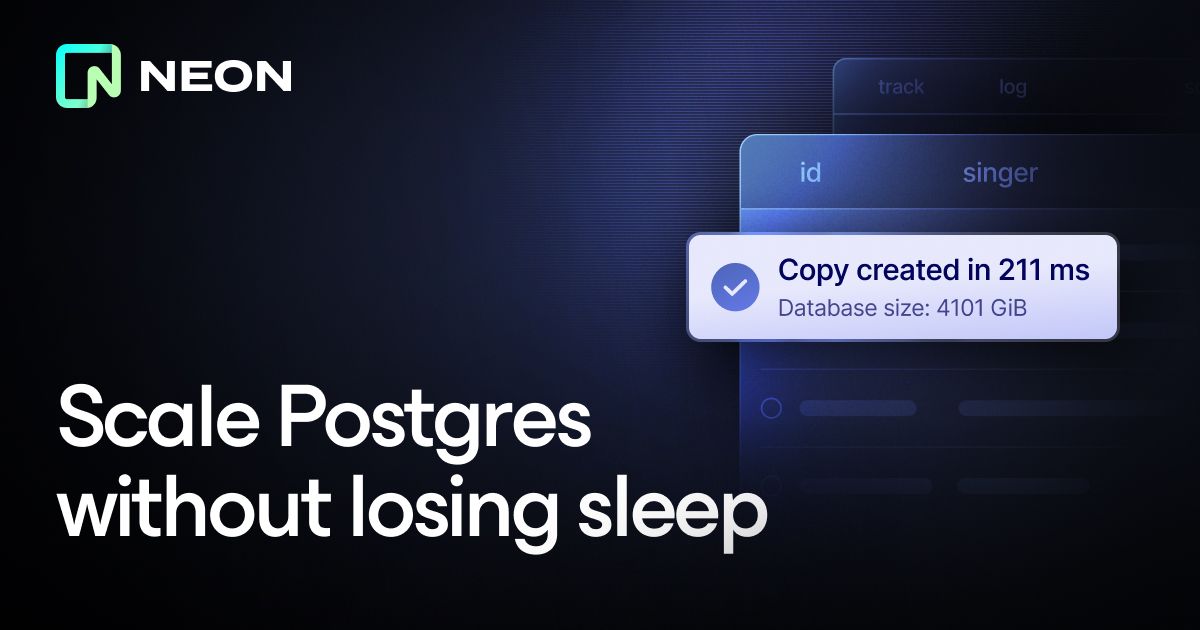 NEON
track log
id singer
Copy created in 211 ms
Database size: 4101 GiB
Scale Postgres
without losing sleep